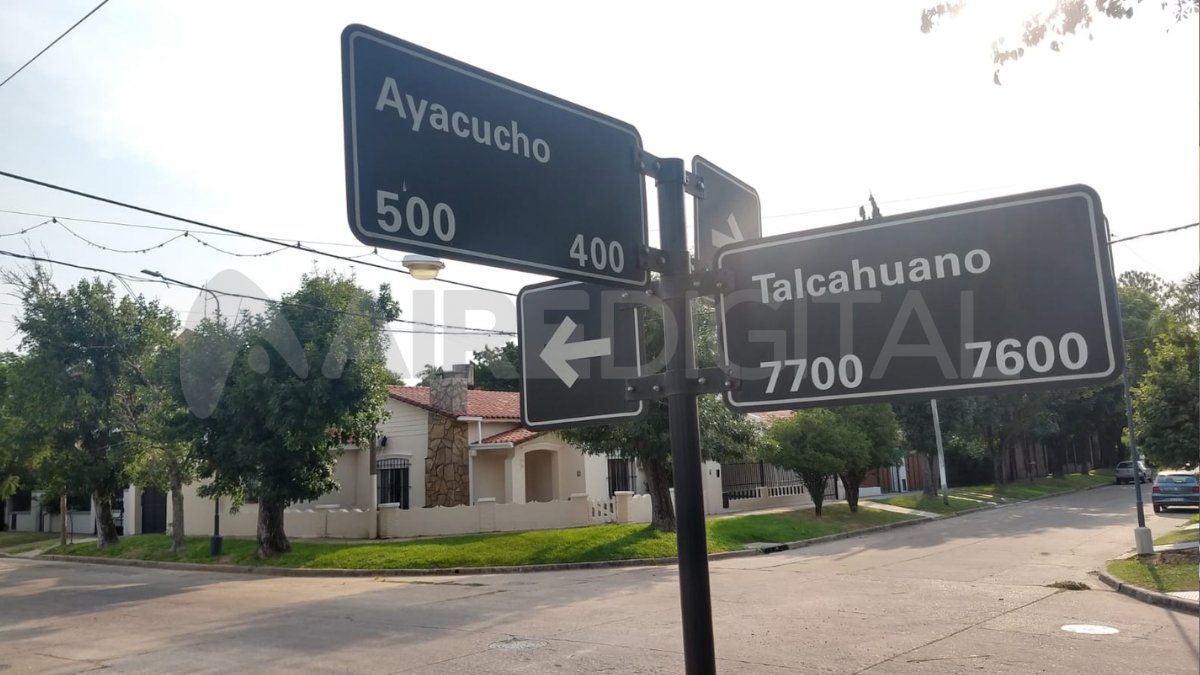 Ayacucho
500 400
Talcahuano
7700 7600
AIREDIGITAL